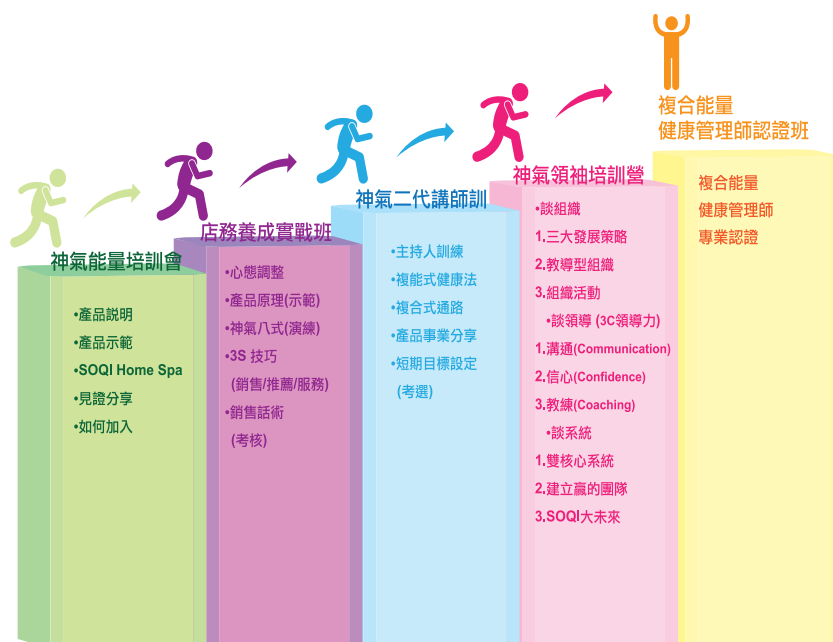 神氣能量培訓會
•產品説明
•產品示範
•SOQI Home Spa
•見證分享
•如何加入
店務養成實戰班
•心態調整
•產品原理(示範)
•神氣八式(演練)
•3S 技巧
(銷售/推薦/服務)
•銷售話術
(考核)
神氣二代講師訓
•主持人訓練
•複能式健康法
•複合式通路
•產品事業分享
•短期目標設定
(考選)
神氣領袖培訓營
•談組織
1.三大發展策略
2.教導型組織
3.組織活動
•談領導 (3C領導力)
1.溝通(Communication)
2.信心(Confidence)
3.教練(Coaching)
•談系統
1.雙核心系統
2.建立贏的團隊
3.SOQI大未來
複合能量
健康管理師認證班
複合能量
健康管理師
專業認證